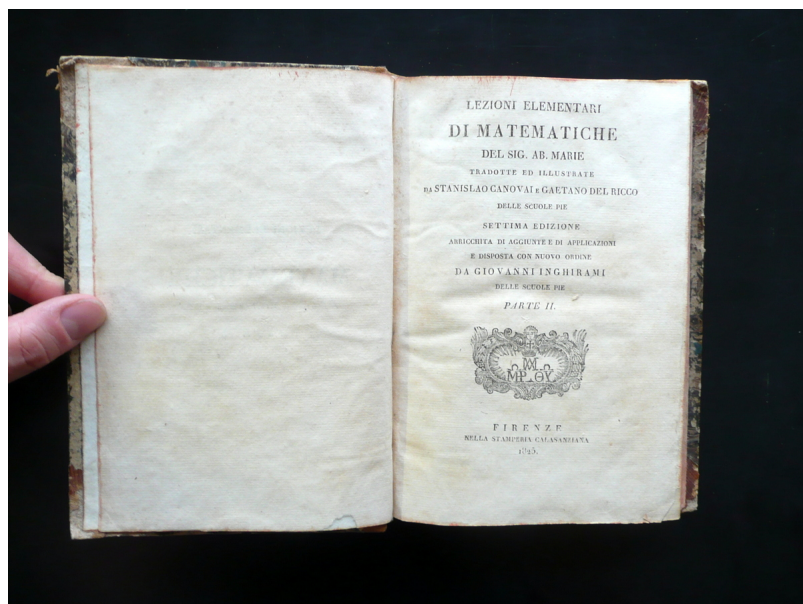 LEZIONI ELEMENTARI
DI MATEMATICHE
DEL SIG. AB. MARIE
TRADOTTE ED ILLUSTRATE
DA STANISLAO CANOVAI E GAETANO DEL RICCO
DELLE SCUOLE PIE
SETTIMA EDIZIONE
ARRICCHITA DI AGGIUNTE E DI APPLICAZIONI
E DISPOSTA CON NUOVO ORDINE
DA GIOVANNI INGHIRAMI
DELLE SCUOLE PIE
PARTE II.
FIRENZE
NELLA STAMPERIA CALASANZIANA